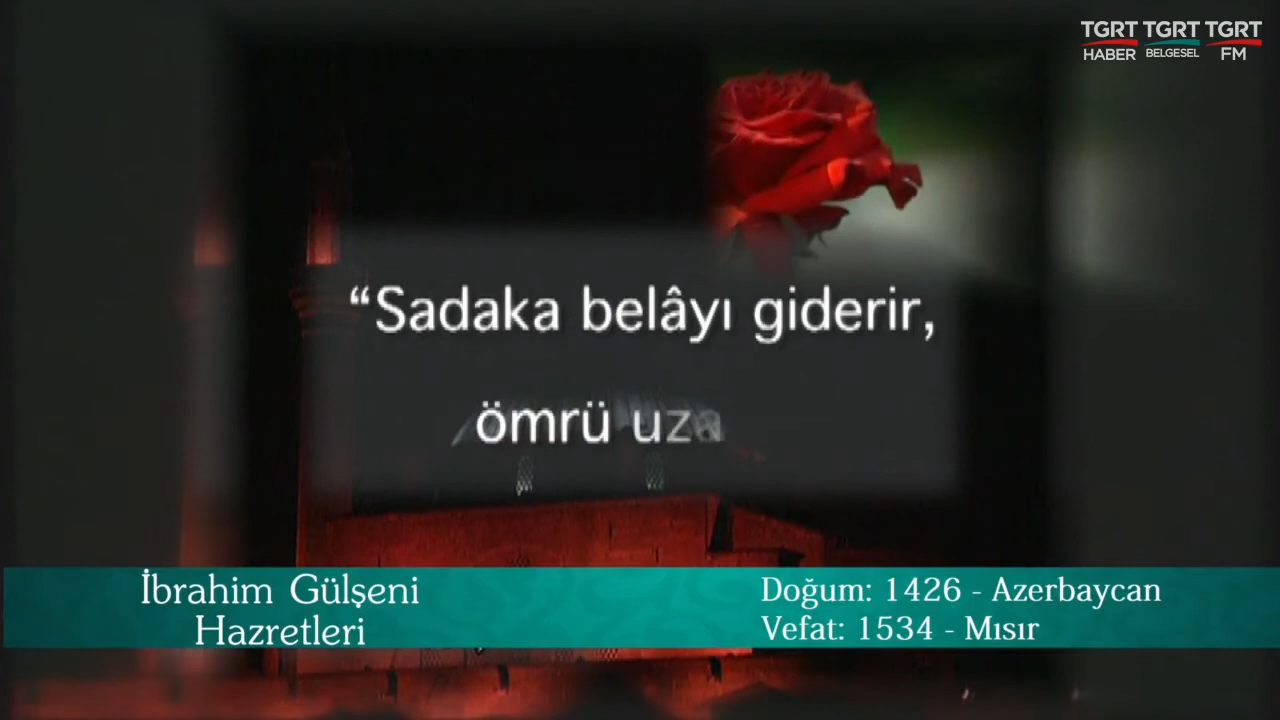 TGRT TGRT TGRT
HABER BELGESEL FM
“Sadaka belâyı giderir,
ömrü uza
İbrahim Gülşeni
Hazretleri
Doğum: 1426 - Azerbaycan
Vefat: 1534 - Mısır